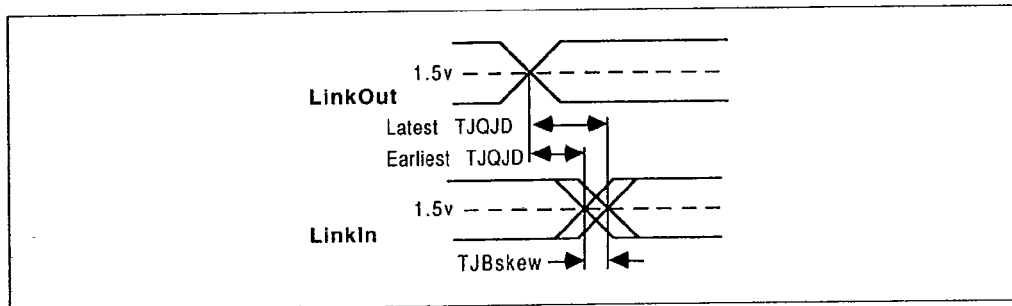 1.5v
LinkOut
Latest TJQJD
Earliest TJQJD
1.5v
LinkIn
TJBskew